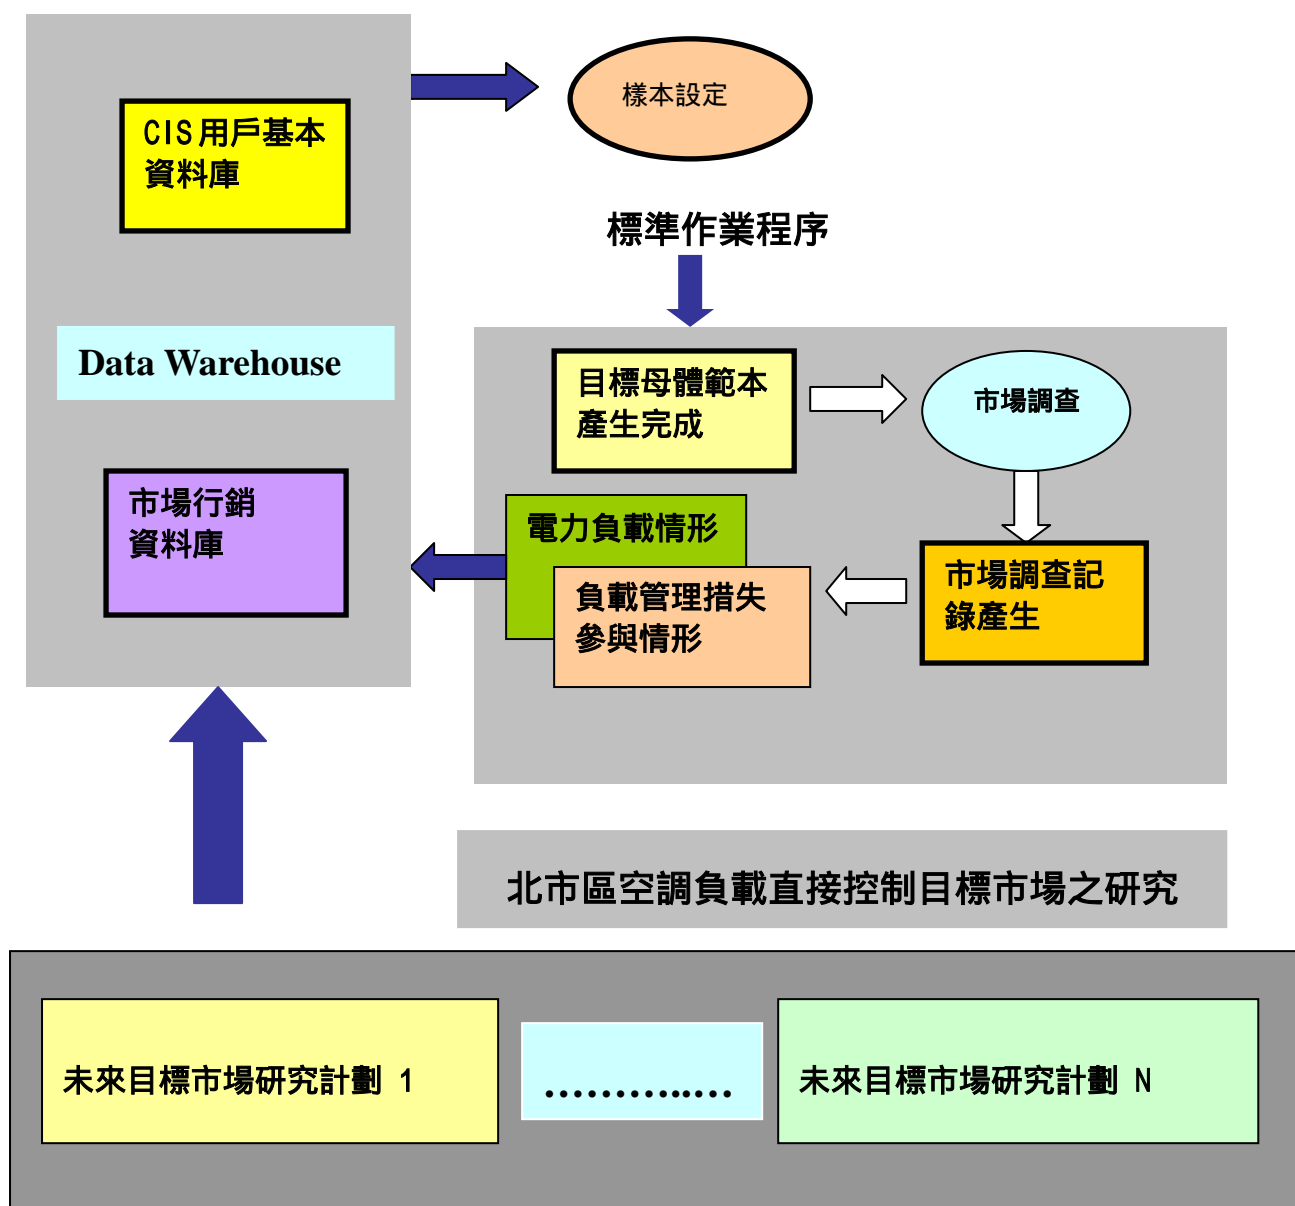 CIS用戶基本
資料庫
Data Warehouse
市場行銷
資料庫
樣本設定
標準作業程序
目標母體範本
產生完成
市場調查
市場調查記
錄產生
電力負載情形
負載管理措失
參與情形
北市區空調負載直接控制目標市場之研究
未來目標市場研究計劃 1
..............
未來目標市場研究計劃 N